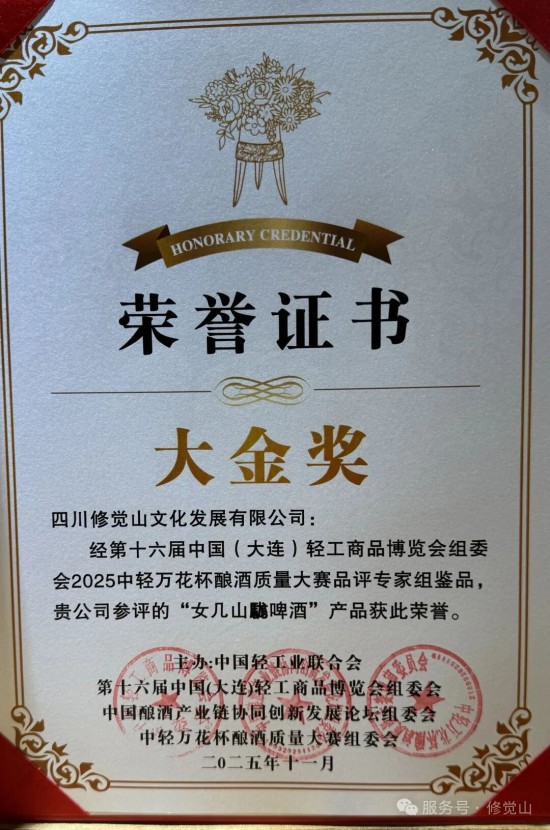 HONORARY CREDENTIAL
荣誉证书
大金奖
四川修觉山文化发展有限公司：
经第十六届中国（大连）轻工商品博览会组委
会2025中轻万花杯酿酒质量大赛品评专家组鉴品，
贵公司参评的“女几山啤酒”产品获此荣誉。
主办:中国轻工业联合会
第十六届中国(大连)轻工商品博览会组委会
中国酿酒产业链协同创新发展论坛组委会
中轻万花杯酿酒质量大赛组委会
二〇二五年十一月
服务号·修觉山